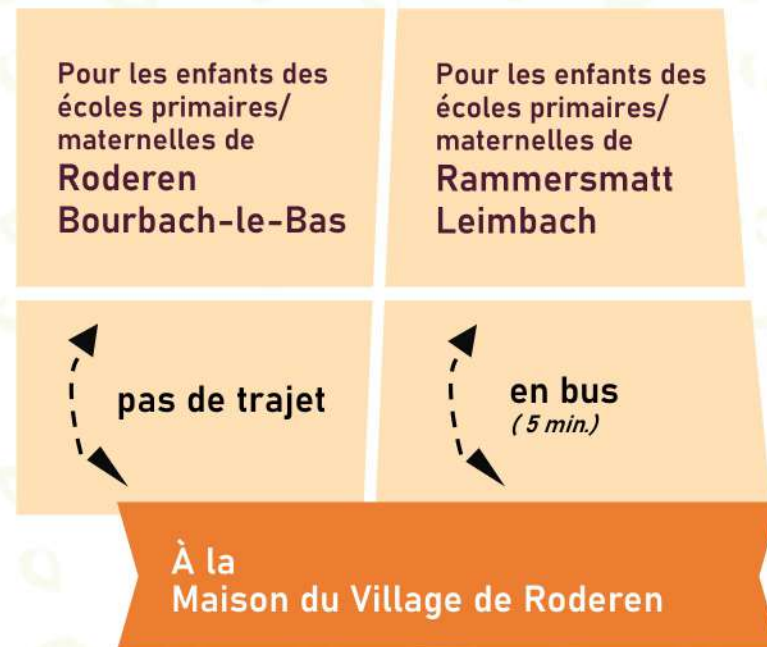 Pour les enfants des
écoles primaires/
maternelles de
Roderen
Bourbach-le-Bas
Pour les enfants des
écoles primaires/
maternelles de
Rammersmatt
Leimbach
pas de trajet
en bus
( 5 min.)
À la
Maison du Village de Roderen